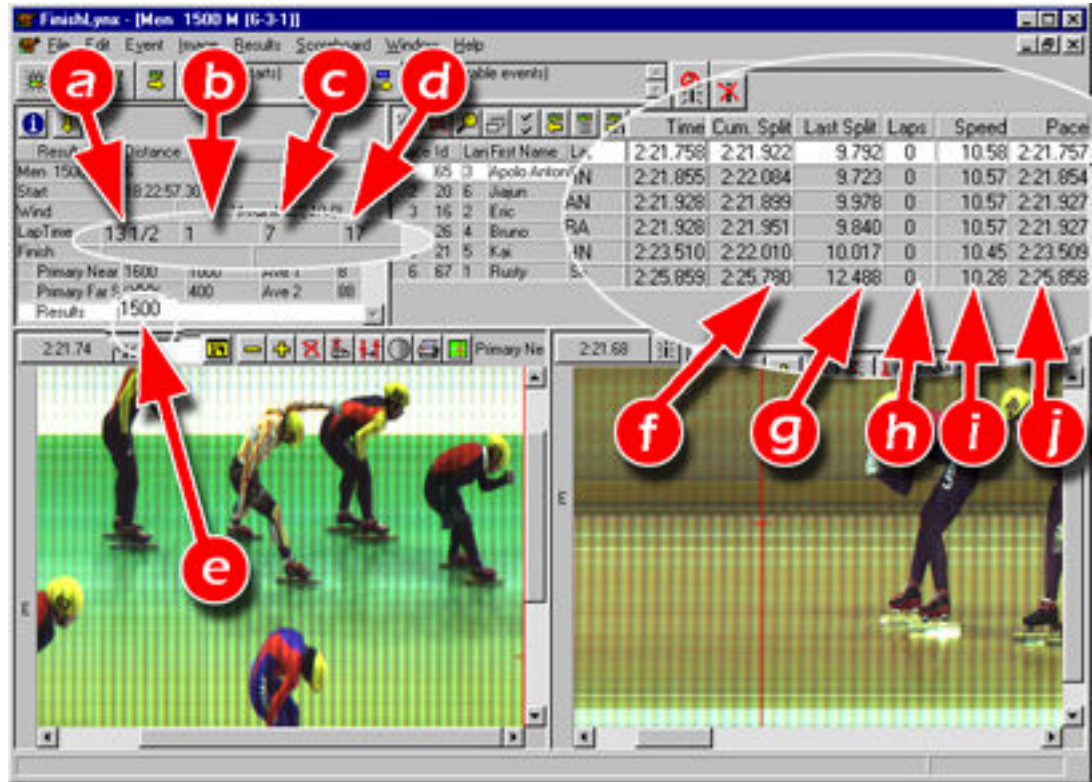 FinishLynx - [Men 1500 M (6-3-1)]
File Edit Event Image Results Scoreboard Window Help
a b c d
Time Cum. Split Last Split Laps Speed Pace
Distance
Id Lan First Name
Men 1500
2:21.758 2:21.922 9.792 0 10.58 2:21.757
65 3 Apolo Anton
Start 18:22:57.30
2:21.855 2:22.084 9.723 0 10.57 2:21.854
2 20 6 Jiajun
Wind
2:21.928 2:21.899 9.978 0 10.57 2:21.927
3 16 2 Eric
LapTime 13 1/2 1 7 17
2:21.928 2:21.951 9.840 0 10.57 2:21.927
26 4 Bruno
Finish
2:23.510 2:22.010 10.017 0 10.45 2:23.509
21 5 Kai
Primary Near 1600 1000 Ave 1 8
2:25.859 2:25.780 12.488 0 10.28 2:25.858
6 67 1 Rusty
Primary Far 400 Ave 2 88
Results 1500
2:21.74 Primary Ne
2:21.68
f g h i j
e